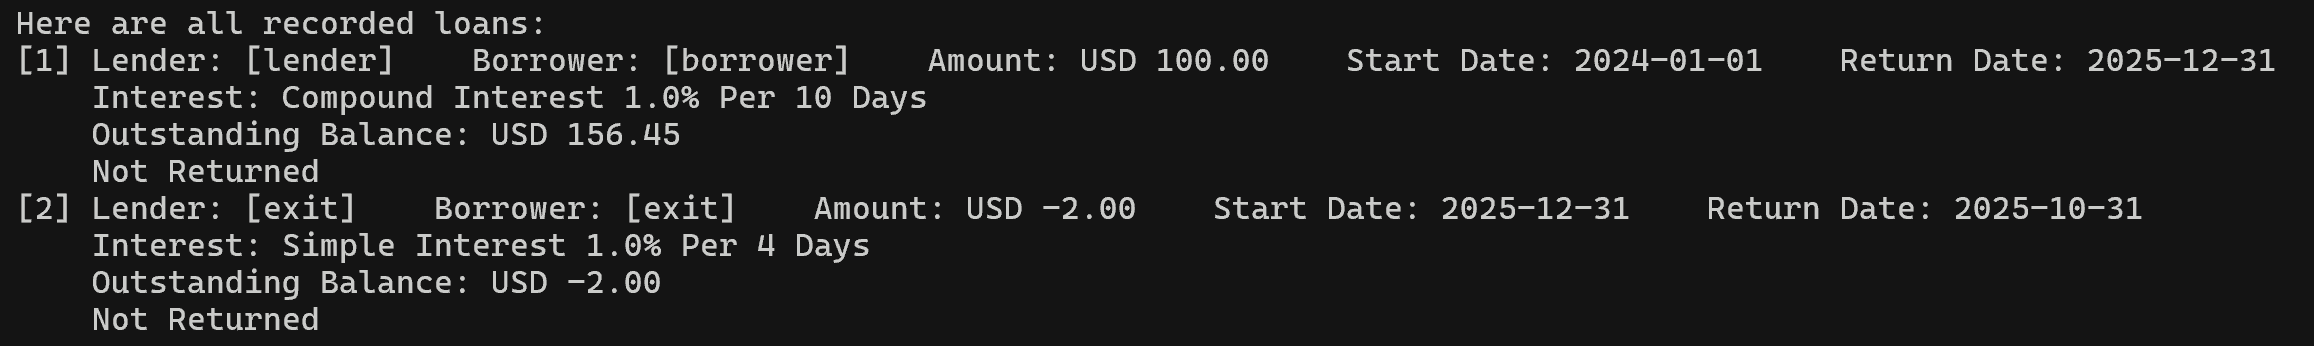 Here are all recorded loans:
[1] Lender: [lender]    Borrower: [borrower]    Amount: USD 100.00    Start Date: 2024-01-01    Return Date: 2025-12-31
    Interest: Compound Interest 1.0% Per 10 Days
    Outstanding Balance: USD 156.45
    Not Returned
[2] Lender: [exit]    Borrower: [exit]    Amount: USD -2.00    Start Date: 2025-12-31    Return Date: 2025-10-31
    Interest: Simple Interest 1.0% Per 4 Days
    Outstanding Balance: USD -2.00
    Not Returned